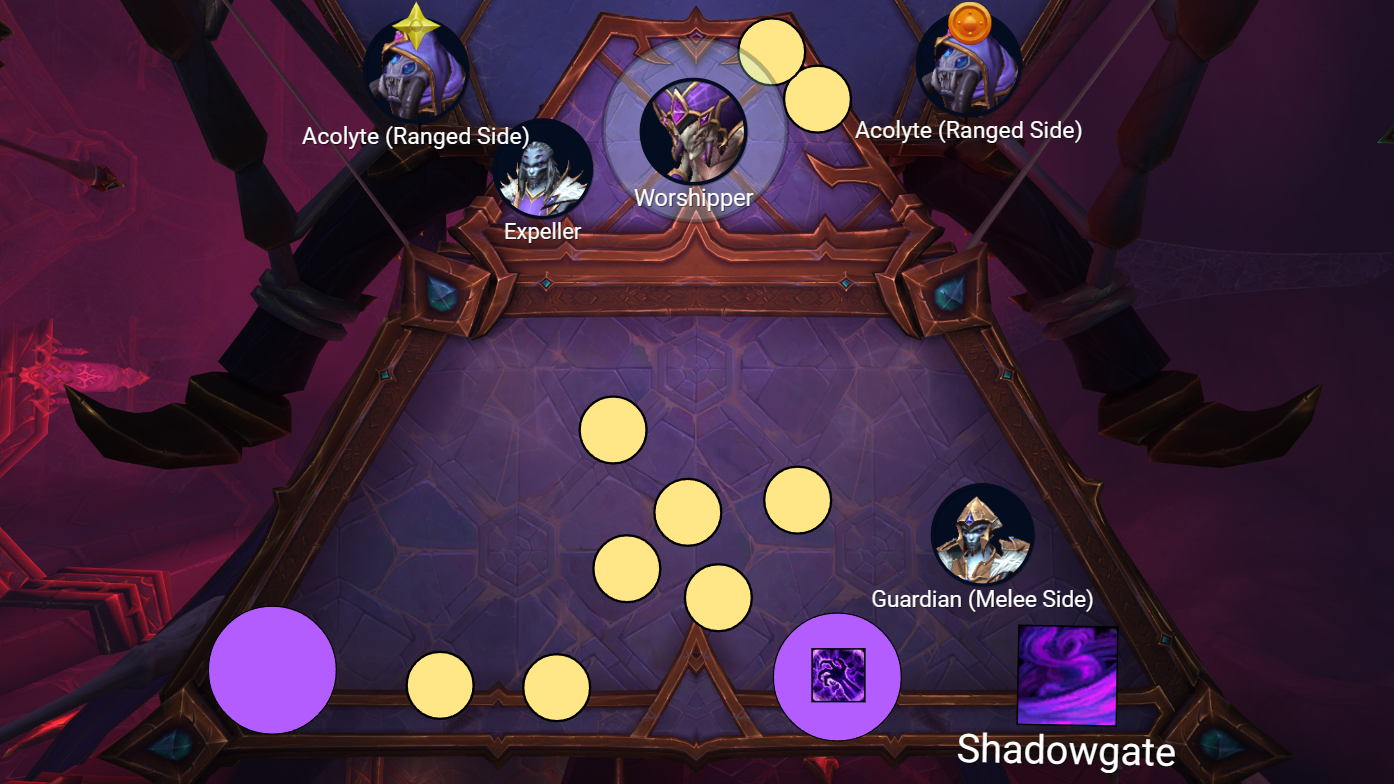 Acolyte (Ranged Side)
Acolyte (Ranged Side)
Worshipper
Expeller
Guardian (Melee Side)
Shadowgate